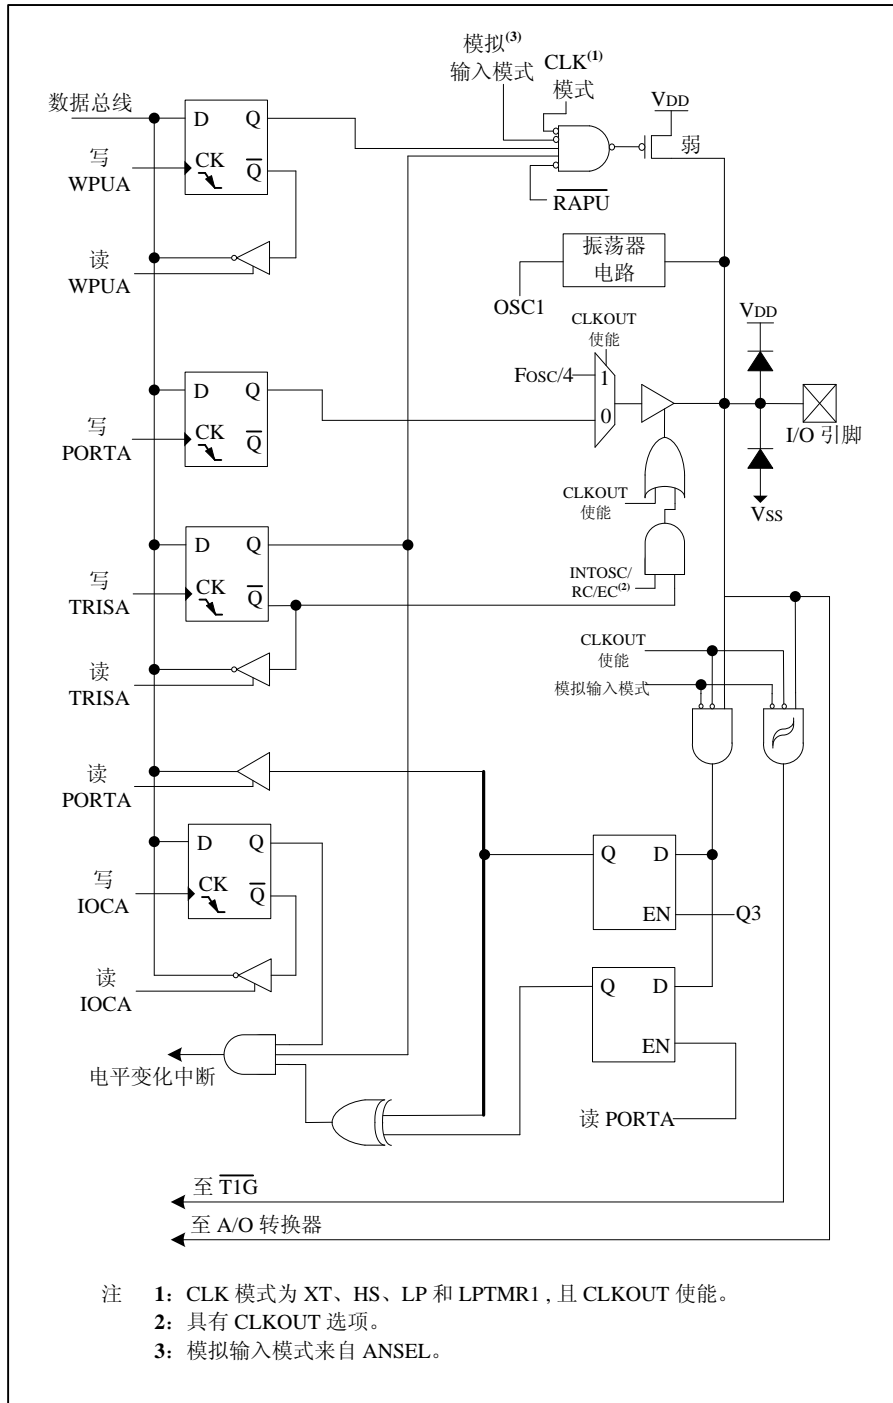 模拟(3)
输入模式
CLK(1)
模式
VDD
数据总线
D Q
弱
写
WPUA
CK Q
RAPU
读
WPUA
振荡器
电路
OSC1
CLKOUT
使能
VDD
FOSC/4
1
D Q
0
写
PORTA
CK Q
I/O 引脚
CLKOUT
使能
VSS
D Q
写
TRISA
CK Q
INTOSC/
RC/EC(2)
读
TRISA
CLKOUT
使能
模拟输入模式
读
PORTA
D Q
Q D
写
IOCA
CK Q
EN
Q3
读
IOCA
Q D
EN
电平变化中断
读 PORTA
至 T1G
至 A/O 转换器
注 1: CLK 模式为 XT、HS、LP 和 LPTMR1 , 且 CLKOUT 使能。
2: 具有 CLKOUT 选项。
3: 模拟输入模式来自 ANSEL。